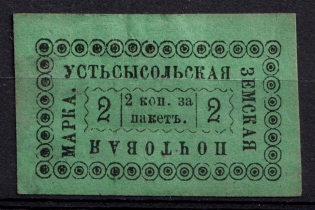 УСТЬСЫСОЛЬСКАЯ
ЗЕМСКАЯ
ПОЧТОВАЯ
МАРКА.
2 2 коп. за 2
пакетъ.